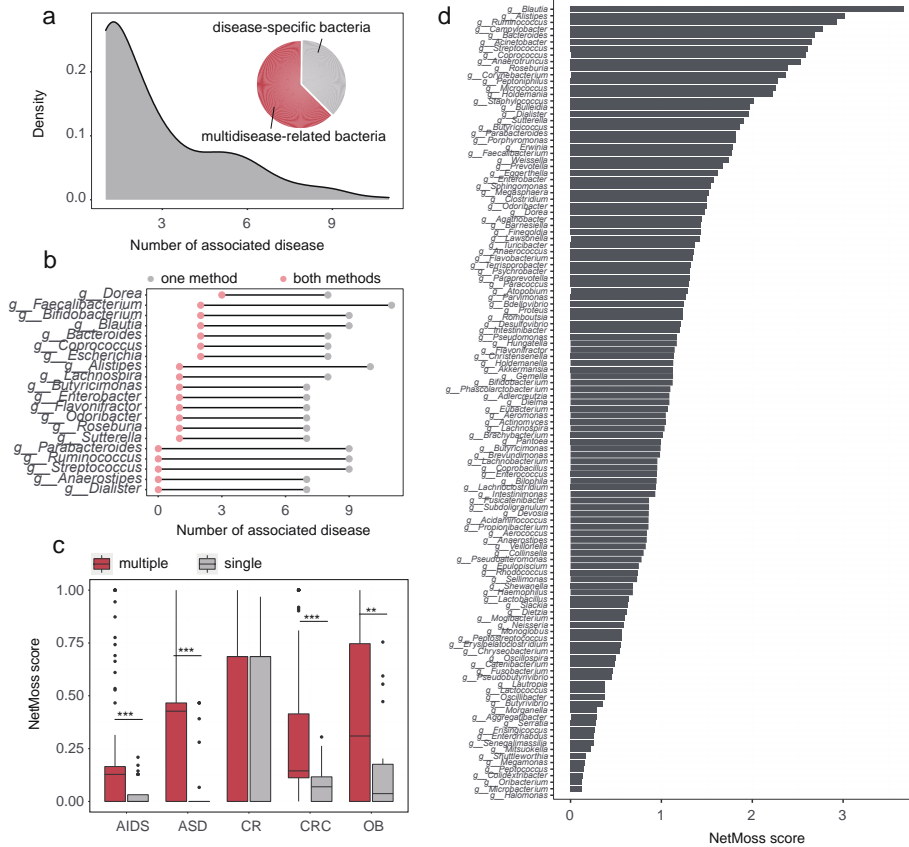 a
disease-specific bacteria
multidisease-related bacteria
Density
0.2
0.1
0.0
3
6
9
Number of associated disease
b
one method
both methods
g__Dorea
g__Faecalibacterium
g__Bifidobacterium
g__Blautia
g__Bacteroides
g__Coprococcus
g__Escherichia
g__Alistipes
g__Lachnospira
g__Butyricimonas
g__Enterobacter
g__Flavonifractor
g__Odoribacter
g__Roseburia
g__Sutterella
g__Parabacteroides
g__Ruminococcus
g__Streptococcus
g__Anaerostipes
g__Dialister
0
3
6
9
Number of associated disease
c
multiple
single
NetMoss score
1.00
0.75
0.50
0.25
0.00
***
***
***
**
AIDS
ASD
CR
CRC
OB
d
g__Blautia
g__Alistipes
g__Ruminococcus
g__Campylobacter
g__Bacteroides
g__Acinetobacter
g__Streptococcus
g__Coprococcus
g__Anaerotruncus
g__Roseburia
g__Corynebacterium
g__Peptoniphilus
g__Micrococcus
g__Holdemania
g__Staphylococcus
g__Bulleidia
g__Dialister
g__Sutterella
g__Butyricicoccus
g__Parabacteroides
g__Porphyromonas
g__Erwinia
g__Faecalibacterium
g__Weissella
g__Prevotella
g__Eggerthella
g__Enterobacter
g__Sphingomonas
g__Megasphaera
g__Clostridium
g__Odoribacter
g__Dorea
g__Agathobacter
g__Barnesiella
g__Finegoldia
g__Lawsonella
g__Turicibacter
g__Anaerococcus
g__Flavobacterium
g__Terrisporobacter
g__Psychrobacter
g__Paraprevotella
g__Paracoccus
g__Atopobium
g__Parvimonas
g__Bdellovibrio
g__Proteus
g__Romboutsia
g__Desulfovibrio
g__Intestinibacter
g__Pseudomonas
g__Hungatella
g__Flavonifractor
g__Christensenella
g__Holdemanella
g__Akkermansia
g__Gemella
g__Bifidobacterium
g__Phascolarctobacterium
g__Adlercreutzia
g__Dielma
g__Eubacterium
g__Aeromonas
g__Actinomyces
g__Lachnospira
g__Brachybacterium
g__Pantoea
g__Butyricimonas
g__Brevundimonas
g__Lachnobacterium
g__Coprobacillus
g__Enterococcus
g__Bilophila
g__Lachnoclostridium
g__Intestinimonas
g__Fusicatenibacter
g__Subdoligranulum
g__Devosia
g__Acidaminococcus
g__Propionibacterium
g__Aerococcus
g__Anaerostipes
g__Veillonella
g__Collinsella
g__Pseudoalteromonas
g__Epulopiscium
g__Rhodococcus
g__Sellimonas
g__Shewanella
g__Haemophilus
g__Lactobacillus
g__Slackia
g__Dietzia
g__Mogibacterium
g__Neisseria
g__Monoglobus
g__Peptostreptococcus
g__Erysipelatoclostridium
g__Chryseobacterium
g__Oscillospira
g__Catenibacterium
g__Fusobacterium
g__Pseudobutyrivibrio
g__Lautropia
g__Lactococcus
g__Oscillibacter
g__Butyrivibrio
g__Morganella
g__Aggregatibacter
g__Serratia
g__Frisingicoccus
g__Enterorhabdus
g__Senegalimassilia
g__Mitsuokella
g__Shuttleworthia
g__Megamonas
g__Peptococcus
g__Colidextribacter
g__Oribacterium
g__Microbacterium
g__Halomonas
0
1
2
3
NetMoss score